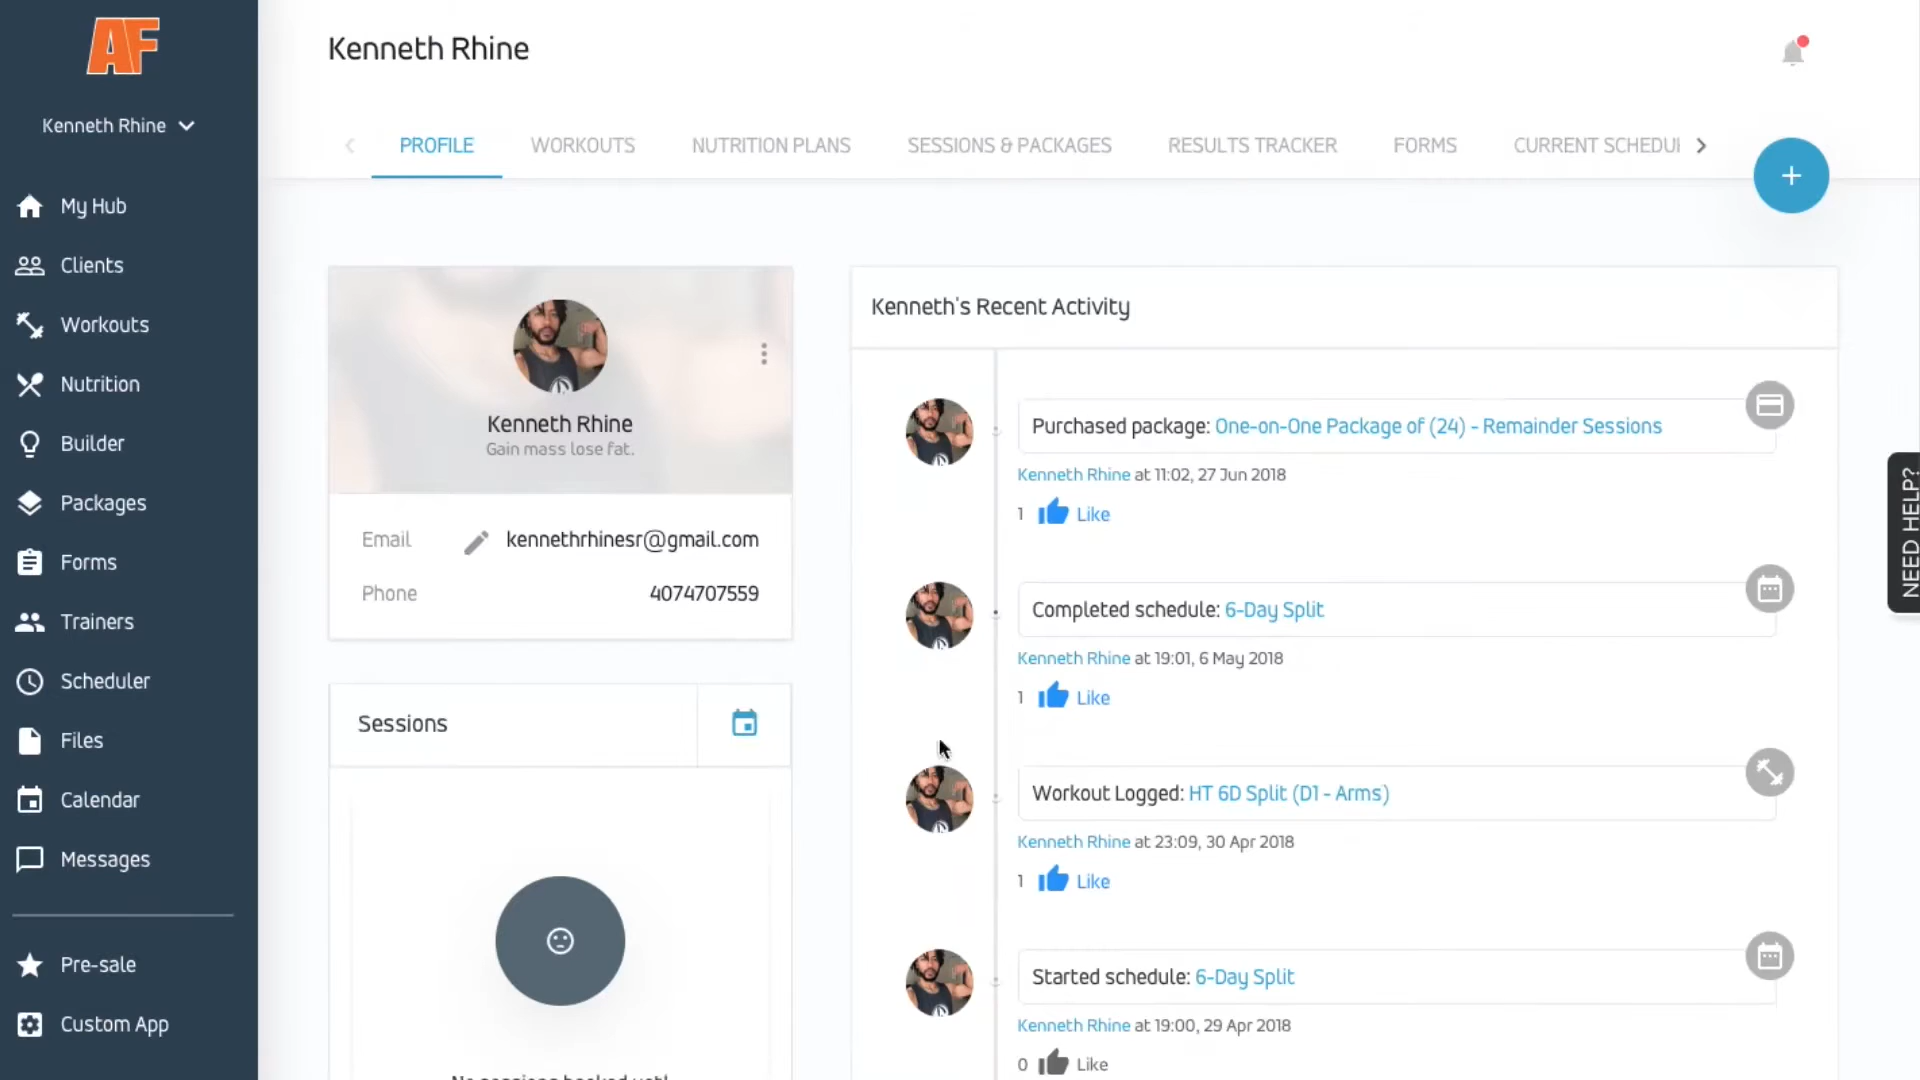 AF
Kenneth Rhine
Kenneth Rhine
My Hub
Clients
Workouts
Nutrition
Builder
Packages
Forms
Trainers
Scheduler
Files
Calendar
Messages
Pre-sale
Custom App
PROFILE
WORKOUTS
NUTRITION PLANS
SESSIONS & PACKAGES
RESULTS TRACKER
FORMS
CURRENT SCHEDU
+
Kenneth Rhine
Gain mass lose fat.
Email kennethrhinesr@gmail.com
Phone 4074707559
Sessions
No sessions booked yet!
Kenneth's Recent Activity
Purchased package: One-on-One Package of (24) - Remainder Sessions
Kenneth Rhine at 11:02, 27 Jun 2018
1 Like
Completed schedule: 6-Day Split
Kenneth Rhine at 19:01, 6 May 2018
1 Like
Workout Logged: HT 6D Split (D1 - Arms)
Kenneth Rhine at 23:09, 30 Apr 2018
1 Like
Started schedule: 6-Day Split
Kenneth Rhine at 19:00, 29 Apr 2018
0 Like
NEED HELP?